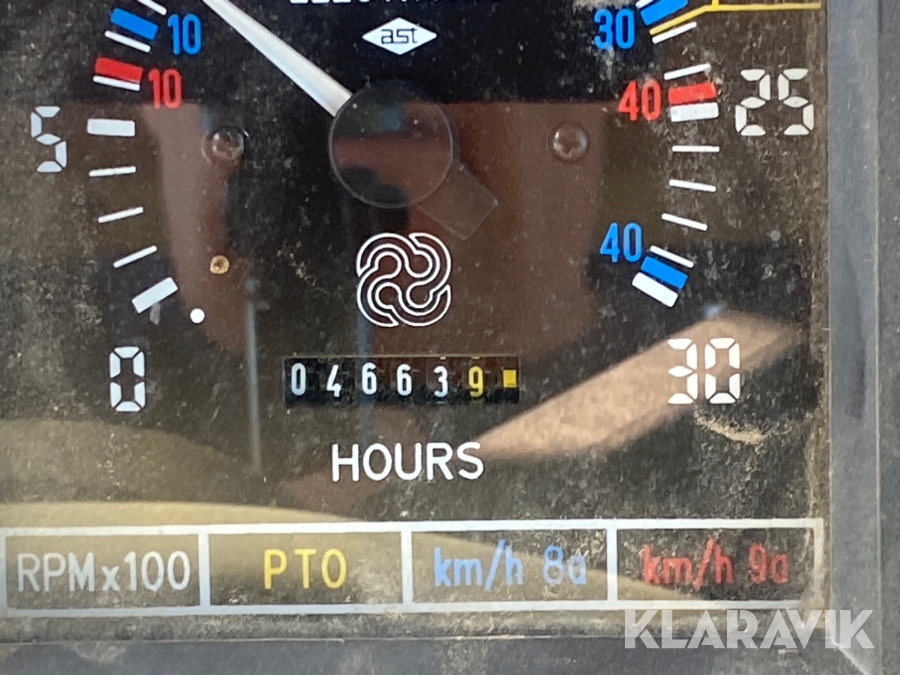 10
10
5
0
ast
30
40
25
40
30
046639
HOURS
RPMx100
PTO
km/h 8a
km/h 9a
KLARAVIK